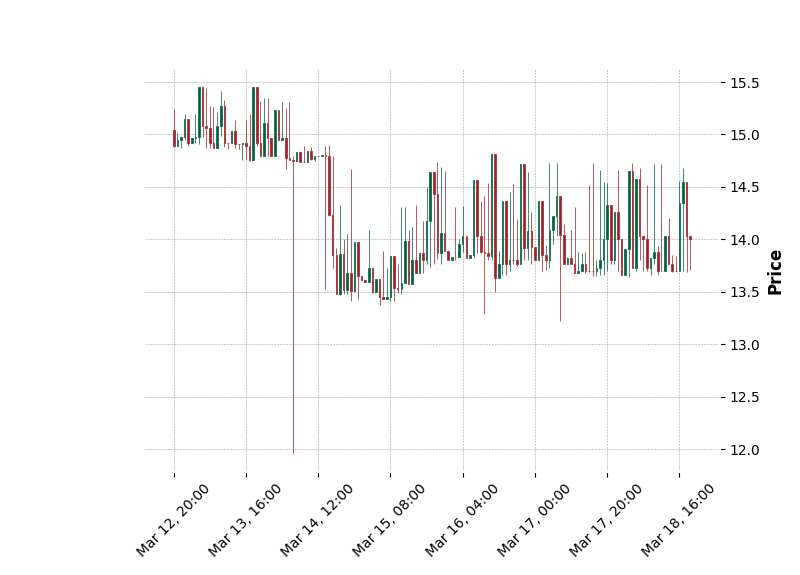 15.5
15.0
14.5
14.0
13.5
13.0
12.5
12.0
Price
Mar 12, 20:00
Mar 13, 16:00
Mar 14, 12:00
Mar 15, 08:00
Mar 16, 04:00
Mar 17, 00:00
Mar 17, 20:00
Mar 18, 16:00